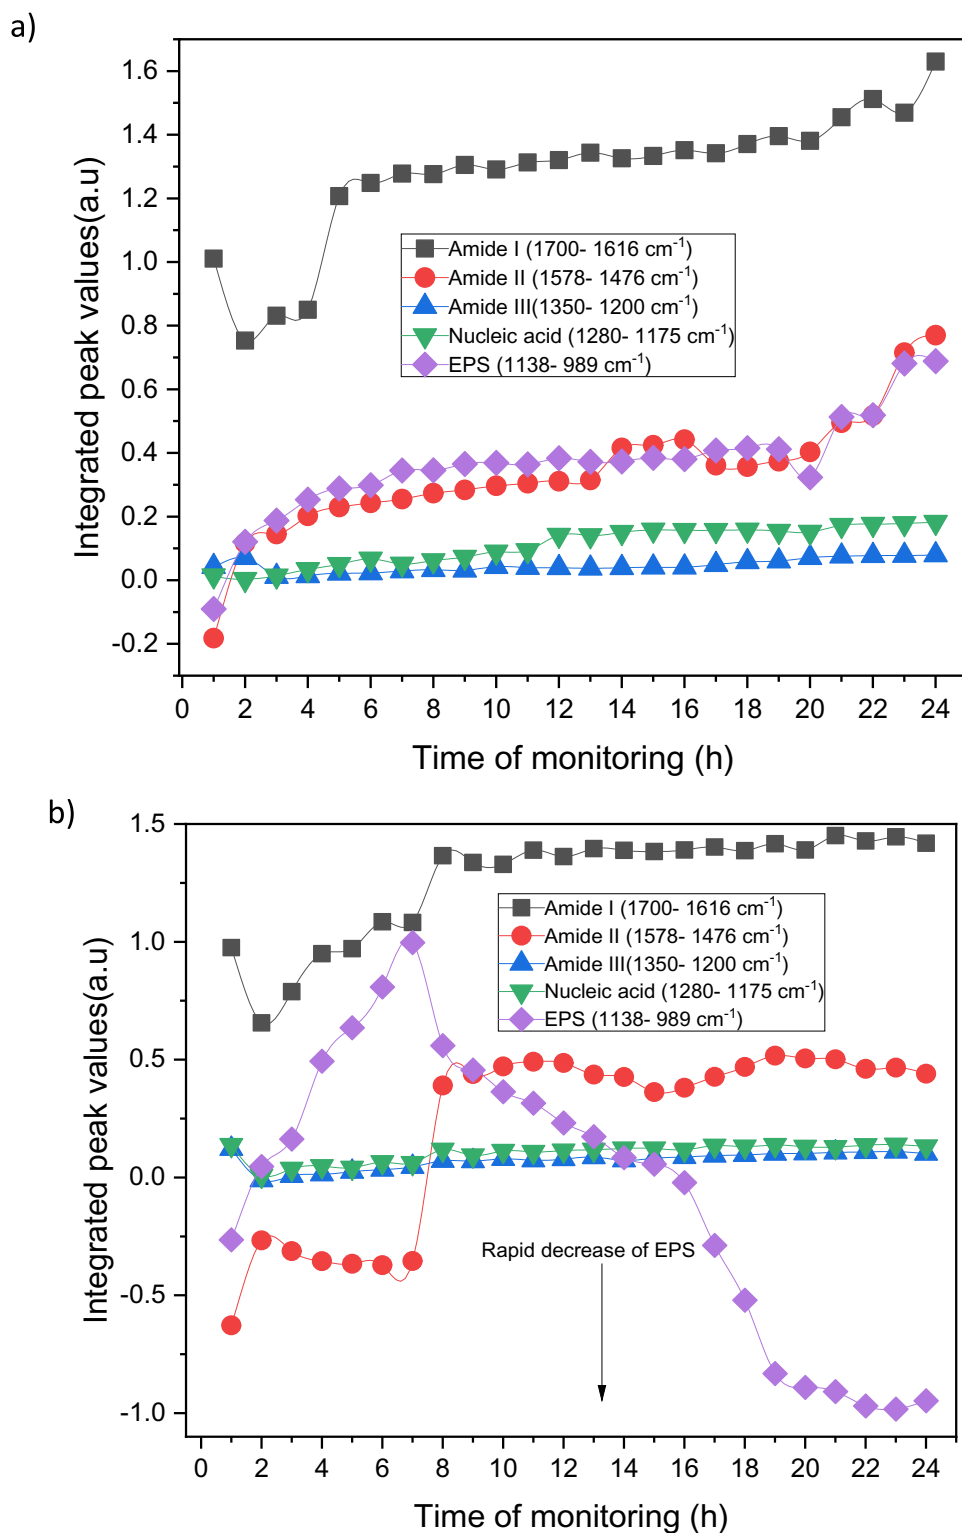 a)
Integrated peak values(a.u)
1.6
1.4
1.2
1.0
0.8
0.6
0.4
0.2
0.0
-0.2
Amide I (1700- 1616 cm⁻¹)
Amide II (1578- 1476 cm⁻¹)
Amide III(1350- 1200 cm⁻¹)
Nucleic acid (1280- 1175 cm⁻¹)
EPS (1138- 989 cm⁻¹)
0 2 4 6 8 10 12 14 16 18 20 22 24
Time of monitoring (h)
b)
Integrated peak values(a.u)
1.5
1.0
0.5
0.0
-0.5
-1.0
Amide I (1700- 1616 cm⁻¹)
Amide II (1578- 1476 cm⁻¹)
Amide III(1350- 1200 cm⁻¹)
Nucleic acid (1280- 1175 cm⁻¹)
EPS (1138- 989 cm⁻¹)
Rapid decrease of EPS
0 2 4 6 8 10 12 14 16 18 20 22 24
Time of monitoring (h)